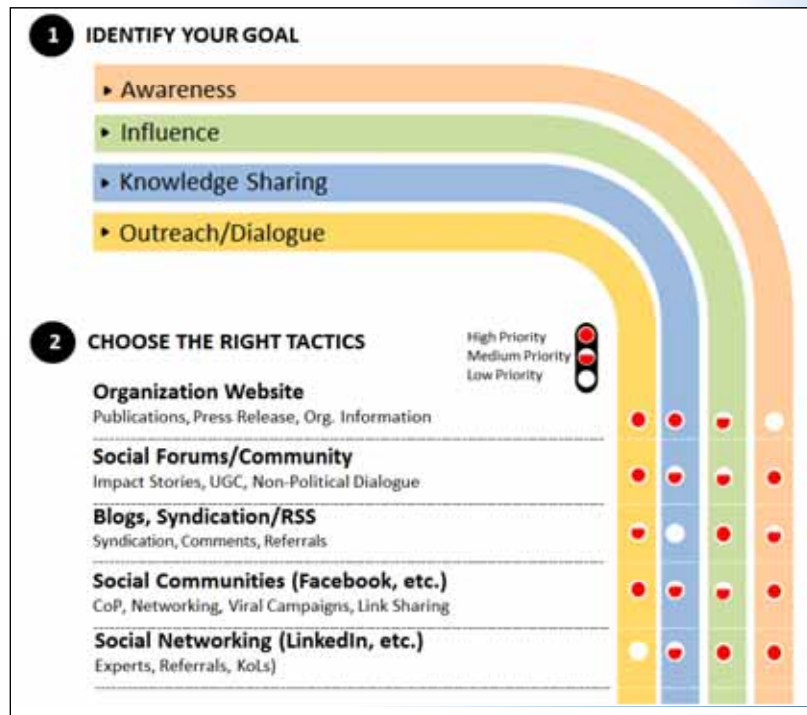 1 IDENTIFY YOUR GOAL
▸ Awareness
▸ Influence
▸ Knowledge Sharing
▸ Outreach/Dialogue
2 CHOOSE THE RIGHT TACTICS
High Priority
Medium Priority
Low Priority
Organization Website
Publications, Press Release, Org. Information
Social Forums/Community
Impact Stories, UGC, Non-Political Dialogue
Blogs, Syndication/RSS
Syndication, Comments, Referrals
Social Communities (Facebook, etc.)
CoP, Networking, Viral Campaigns, Link Sharing
Social Networking (LinkedIn, etc.)
Experts, Referrals, KoLs)